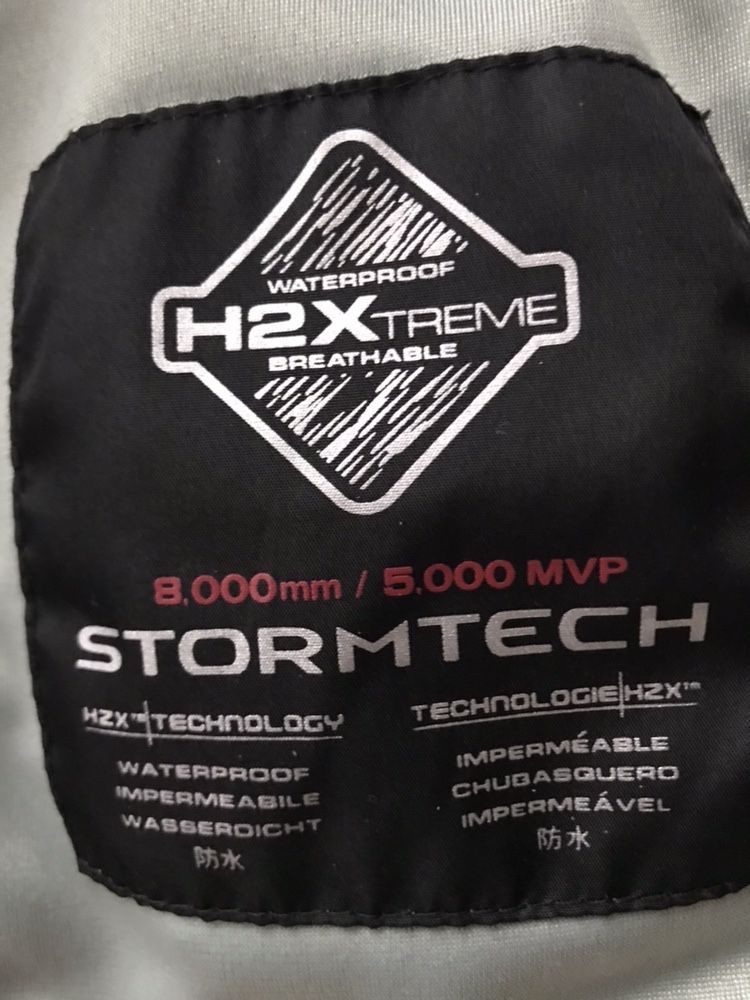 WATERPROOF
H2XTREME
BREATHABLE
8,000mm / 5,000 MVP
STORMTECH
H2X™|TECHNOLOGY
WATERPROOF
IMPERMEABILE
WASSERDICHT
防水
TECHNOLOGIE|H2X™
IMPERMÉABLE
CHUBASQUERO
IMPERMEÁVEL
防水